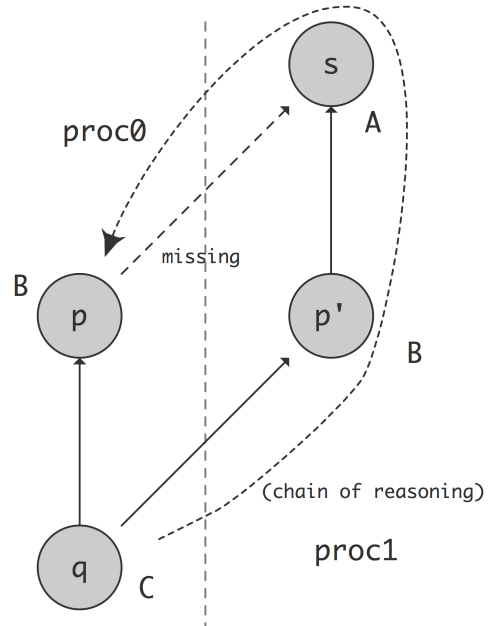 s
A
proc0
missing
B
p
p'
B
(chain of reasoning)
proc1
q
C